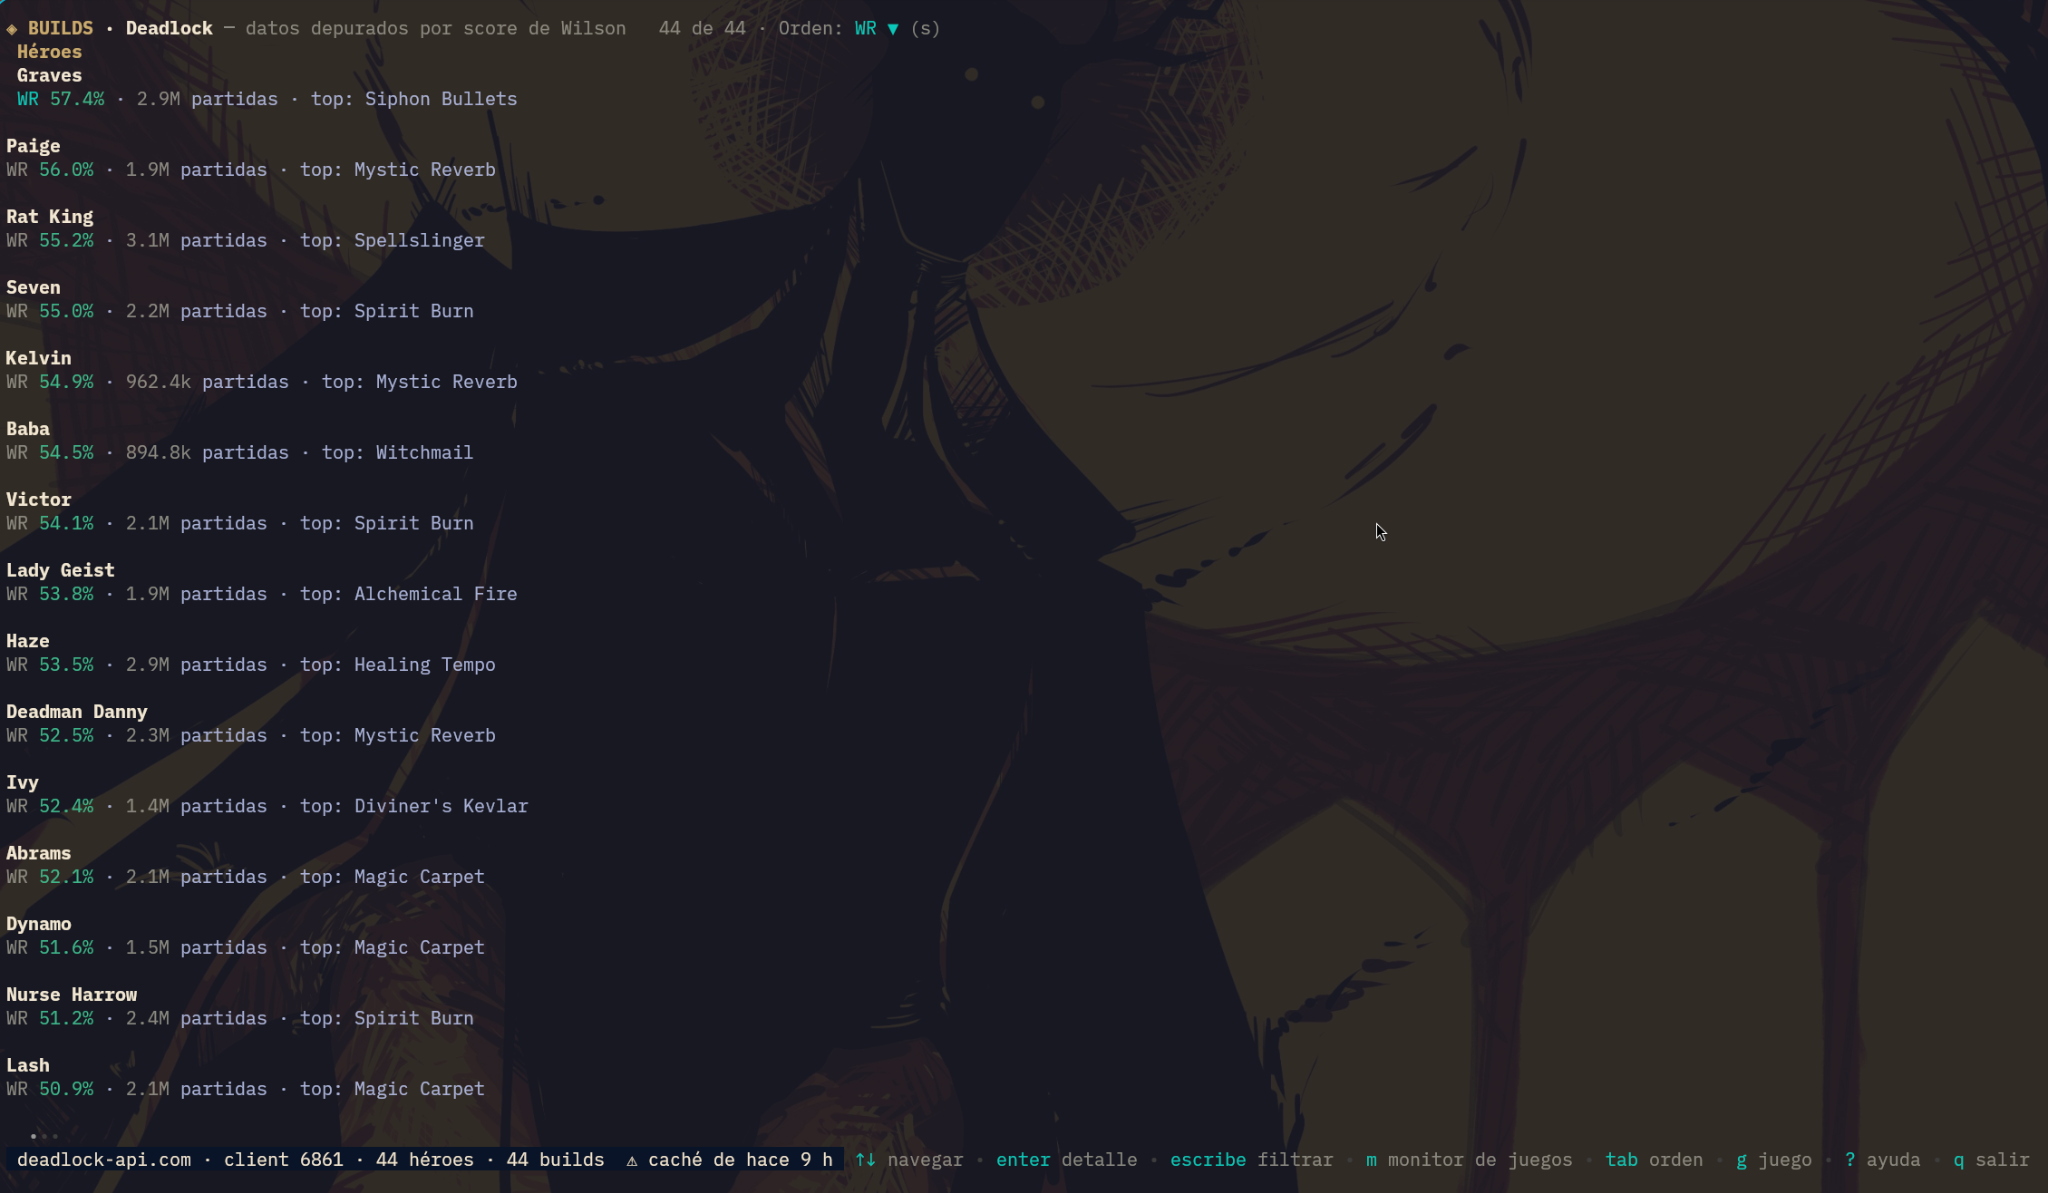 ◈ BUILDS • Deadlock — datos depurados por score de Wilson 44 de 44 · Orden: WR ▼ (s)
Héroes
Graves
WR 57.4% · 2.9M partidas · top: Siphon Bullets
Paige
WR 56.0% · 1.9M partidas · top: Mystic Reverb
Rat King
WR 55.2% · 3.1M partidas · top: Spellslinger
Seven
WR 55.0% · 2.2M partidas · top: Spirit Burn
Kelvin
WR 54.9% · 962.4k partidas · top: Mystic Reverb
Baba
WR 54.5% · 894.8k partidas · top: Witchmail
Victor
WR 54.1% · 2.1M partidas · top: Spirit Burn
Lady Geist
WR 53.8% · 1.9M partidas · top: Alchemical Fire
Haze
WR 53.5% · 2.9M partidas · top: Healing Tempo
Deadman Danny
WR 52.5% · 2.3M partidas · top: Mystic Reverb
Ivy
WR 52.4% · 1.4M partidas · top: Diviner's Kevlar
Abrams
WR 52.1% · 2.1M partidas · top: Magic Carpet
Dynamo
WR 51.6% · 1.5M partidas · top: Magic Carpet
Nurse Harrow
WR 51.2% · 2.4M partidas · top: Spirit Burn
Lash
WR 50.9% · 2.1M partidas · top: Magic Carpet
•••
deadlock-api.com · client 6861 · 44 héroes · 44 builds ⚠ caché de hace 9 h ↑↓ navegar · enter detalle · escribe filtrar · m monitor de juegos · tab orden · g juego · ? ayuda · q salir